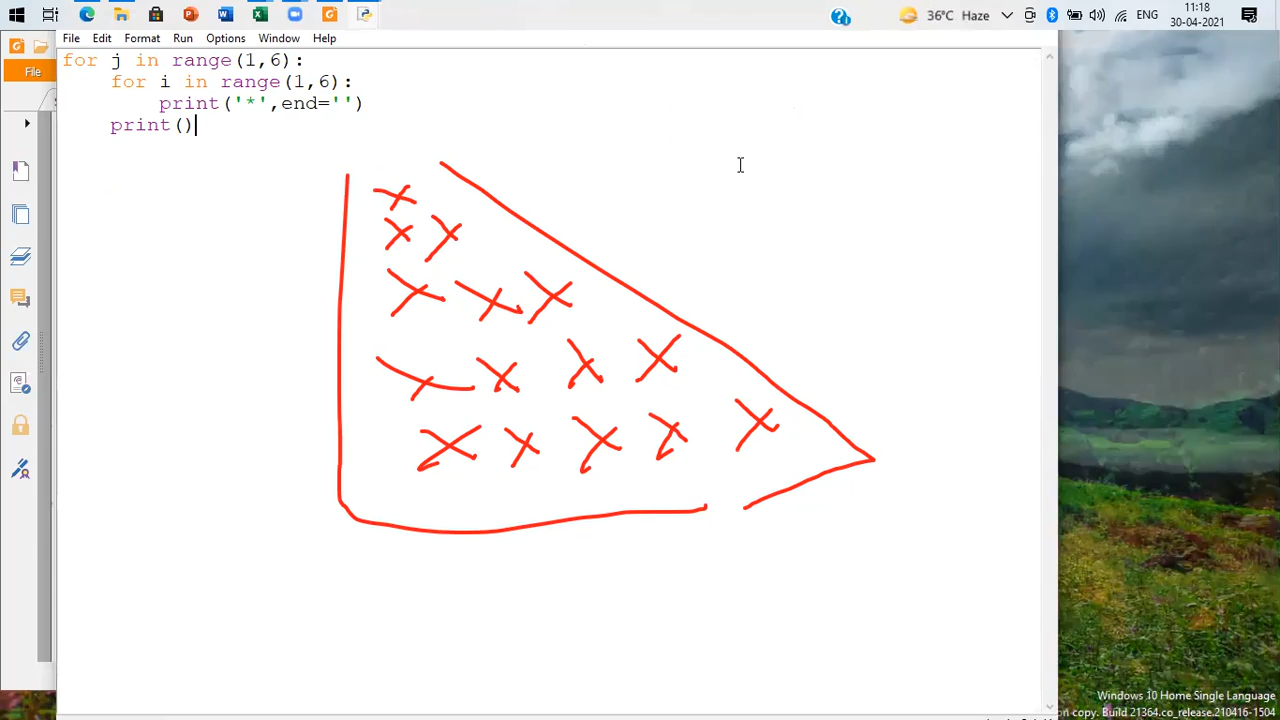 36°C Haze
ENG
11:18
30-04-2021
File Edit Format Run Options Window Help
File
for j in range(1,6):
    for i in range(1,6):
        print('*',end='')
    print()
x
x x
x x x
x x x x
x x x x x
Windows 10 Home Single Language
on copy. Build 21364.co_release.210416-1504